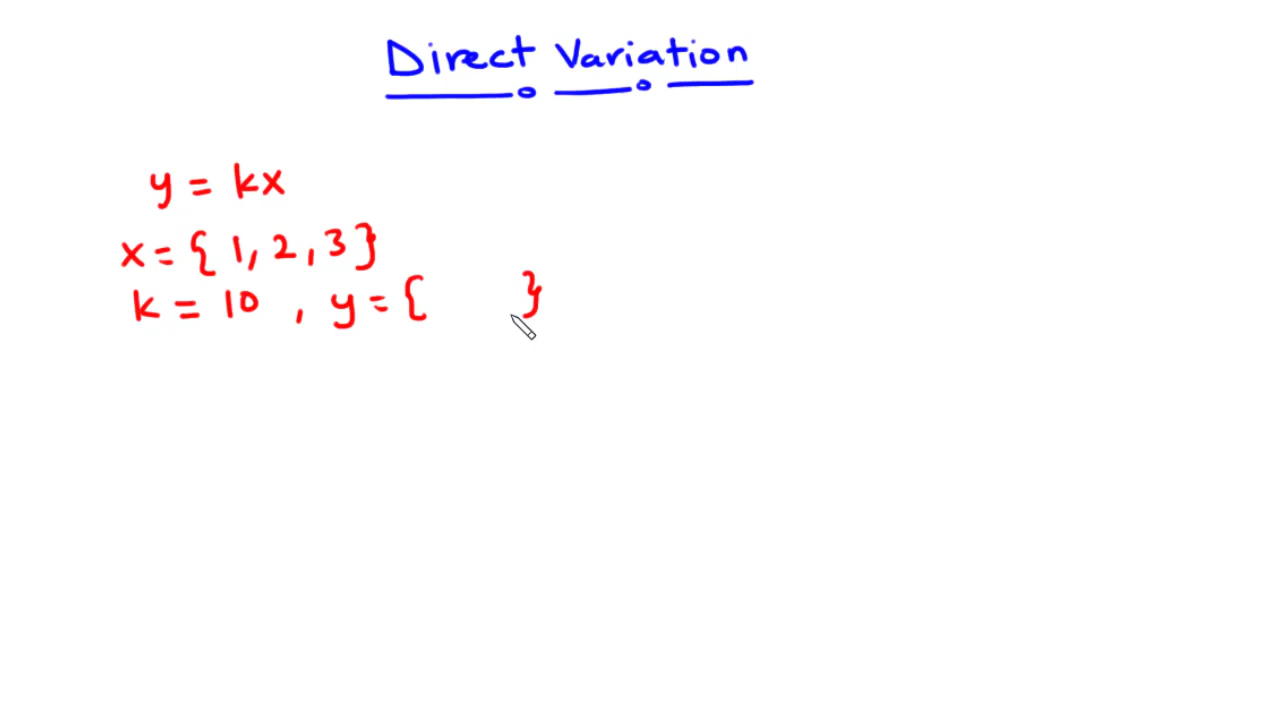 Direct Variation
y = kx
x = { 1, 2, 3 }
k = 10 , y = { }